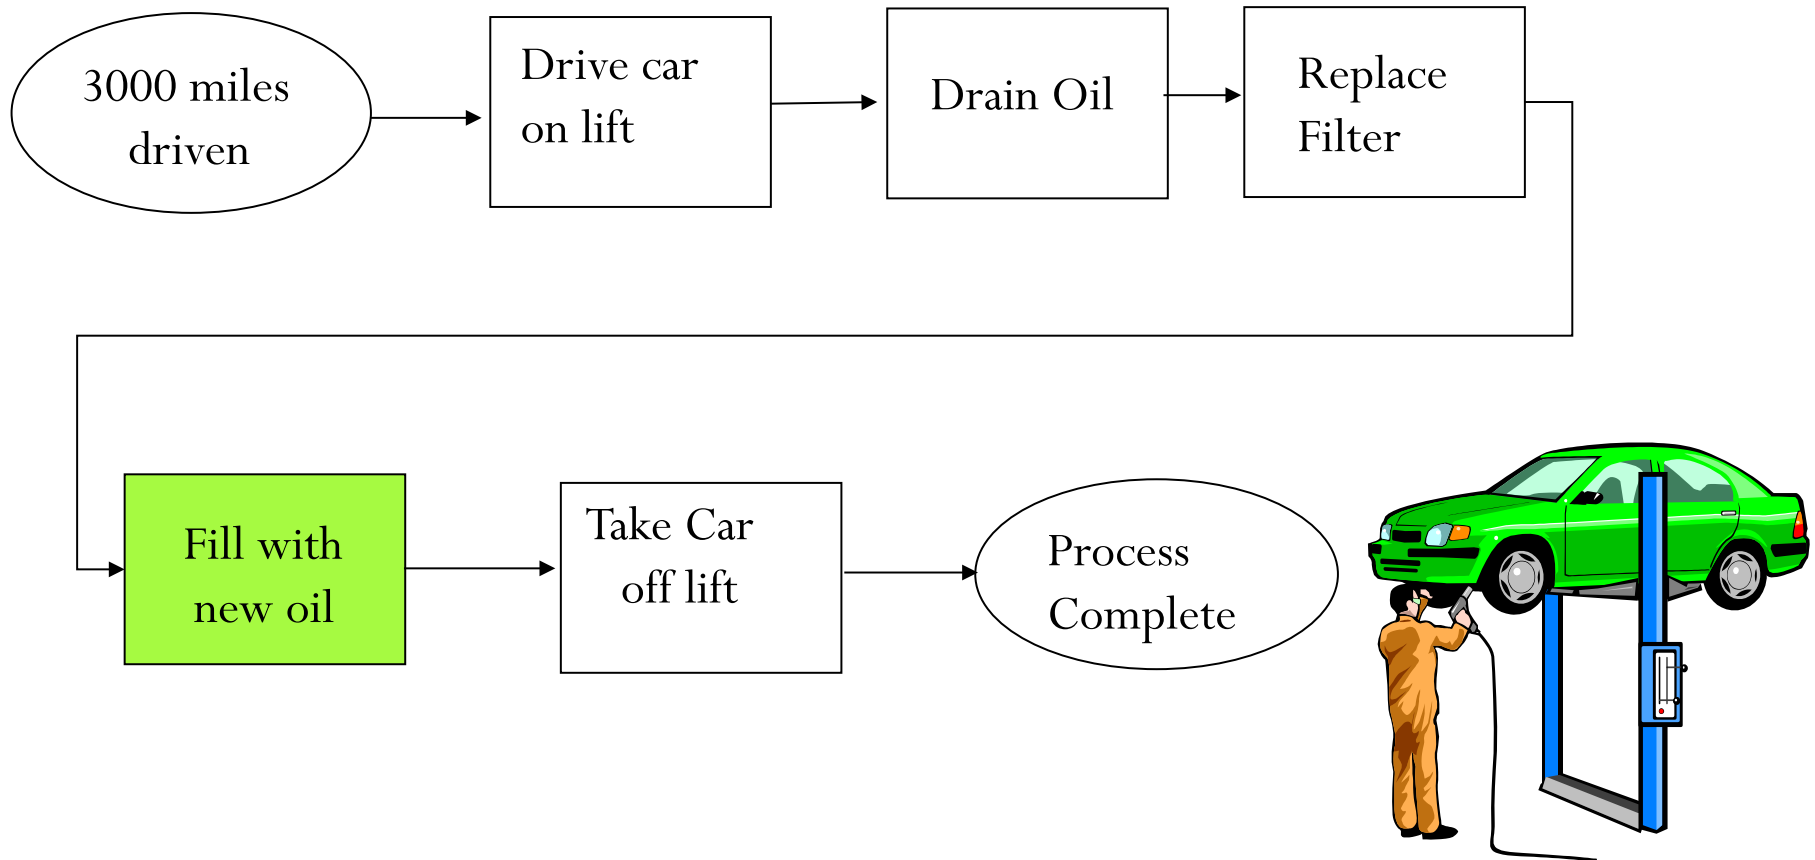 3000 miles
driven
Drive car
on lift
Drain Oil
Replace
Filter
Fill with
new oil
Take Car
off lift
Process
Complete